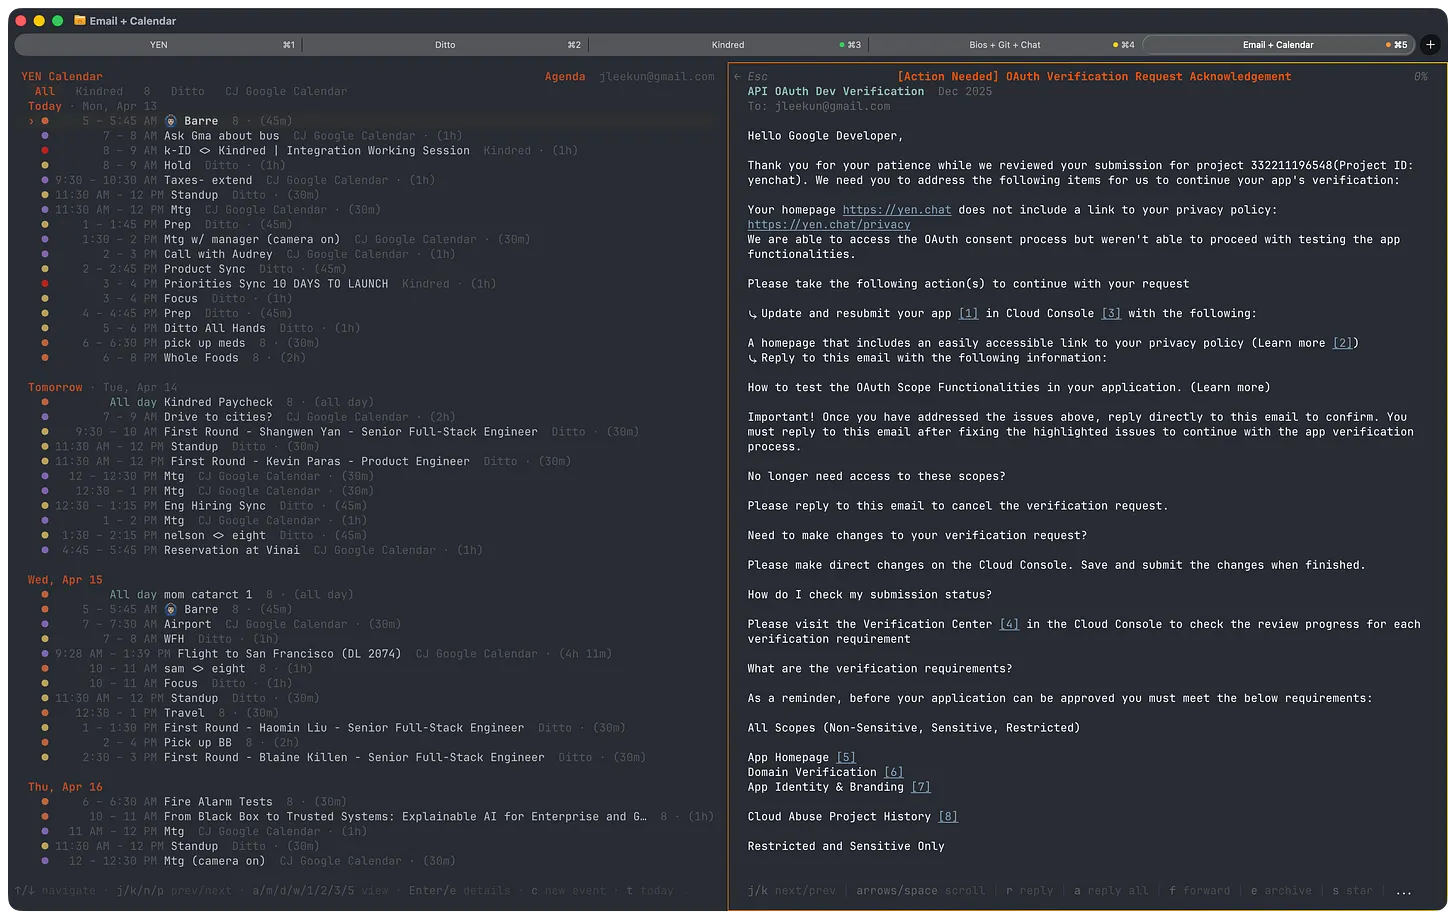 Email + Calendar
YEN ⌘1
Ditto ⌘2
Kindred ⌘3
Bios + Git + Chat ⌘4
Email + Calendar ⌘5
+
YEN Calendar Agenda jleekun@gmail.com
All Kindred 8 Ditto CJ Google Calendar
Today · Mon, Apr 13
› 5 – 5:45 AM Barre 8 · (45m)
7 – 8 AM Ask Gma about bus CJ Google Calendar · (1h)
8 – 9 AM k-ID <> Kindred | Integration Working Session Kindred · (1h)
8 – 9 AM Hold Ditto · (1h)
9:30 – 10:30 AM Taxes- extend CJ Google Calendar · (1h)
11:30 AM – 12 PM Standup Ditto · (30m)
11:30 AM – 12 PM Mtg CJ Google Calendar · (30m)
1 – 1:45 PM Prep Ditto · (45m)
1:30 – 2 PM Mtg w/ manager (camera on) CJ Google Calendar · (30m)
2 – 3 PM Call with Audrey CJ Google Calendar · (1h)
2 – 2:45 PM Product Sync Ditto · (45m)
3 – 4 PM Priorities Sync 10 DAYS TO LAUNCH Kindred · (1h)
3 – 4 PM Focus Ditto · (1h)
4 – 4:45 PM Prep Ditto · (45m)
5 – 6 PM Ditto All Hands Ditto · (1h)
6 – 6:30 PM pick up meds 8 · (30m)
6 – 8 PM Whole Foods 8 · (2h)
Tomorrow · Tue, Apr 14
All day Kindred Paycheck 8 · (all day)
7 – 9 AM Drive to cities? CJ Google Calendar · (2h)
9:30 – 10 AM First Round - Shangwen Yan - Senior Full-Stack Engineer Ditto · (30m)
11:30 AM – 12 PM Standup Ditto · (30m)
11:30 AM – 12 PM First Round - Kevin Paras - Product Engineer Ditto · (30m)
12 – 12:30 PM Mtg CJ Google Calendar · (30m)
12:30 – 1 PM Mtg CJ Google Calendar · (30m)
12:30 – 1:15 PM Eng Hiring Sync Ditto · (45m)
1 – 2 PM Mtg CJ Google Calendar · (1h)
1:30 – 2:15 PM nelson <> eight Ditto · (45m)
4:45 – 5:45 PM Reservation at Vinai CJ Google Calendar · (1h)
Wed, Apr 15
All day mom catarct 1 8 · (all day)
5 – 5:45 AM Barre 8 · (45m)
7 – 7:30 AM Airport CJ Google Calendar · (30m)
7 – 8 AM WFH Ditto · (1h)
9:28 AM – 1:39 PM Flight to San Francisco (DL 2074) CJ Google Calendar · (4h 11m)
10 – 11 AM sam <> eight 8 · (1h)
10 – 11 AM Focus Ditto · (1h)
11:30 AM – 12 PM Standup Ditto · (30m)
12:30 – 1 PM Travel 8 · (30m)
1 – 1:30 PM First Round - Haomin Liu - Senior Full-Stack Engineer Ditto · (30m)
2 – 4 PM Pick up BB 8 · (2h)
2:30 – 3 PM First Round - Blaine Killen - Senior Full-Stack Engineer Ditto · (30m)
Thu, Apr 16
6 – 6:30 AM Fire Alarm Tests 8 · (30m)
10 – 11 AM From Black Box to Trusted Systems: Explainable AI for Enterprise and G… 8 · (1h)
11 AM – 12 PM Mtg CJ Google Calendar · (1h)
11:30 AM – 12 PM Standup Ditto · (30m)
12 – 12:30 PM Mtg (camera on) CJ Google Calendar · (30m)
↑/↓ navigate · j/k/n/p prev/next · a/m/d/w/1/2/3/5 view · Enter/e details · c new event · t today
← Esc [Action Needed] OAuth Verification Request Acknowledgement 0%
API OAuth Dev Verification Dec 2025
To: jleekun@gmail.com
Hello Google Developer,
Thank you for your patience while we reviewed your submission for project 332211196548(Project ID:
yenchat). We need you to address the following items for us to continue your app's verification:
Your homepage https://yen.chat does not include a link to your privacy policy:
https://yen.chat/privacy
We are able to access the OAuth consent process but weren't able to proceed with testing the app
functionalities.
Please take the following action(s) to continue with your request
⤷ Update and resubmit your app [1] in Cloud Console [3] with the following:
A homepage that includes an easily accessible link to your privacy policy (Learn more [2])
⤷ Reply to this email with the following information:
How to test the OAuth Scope Functionalities in your application. (Learn more)
Important! Once you have addressed the issues above, reply directly to this email to confirm. You
must reply to this email after fixing the highlighted issues to continue with the app verification
process.
No longer need access to these scopes?
Please reply to this email to cancel the verification request.
Need to make changes to your verification request?
Please make direct changes on the Cloud Console. Save and submit the changes when finished.
How do I check my submission status?
Please visit the Verification Center [4] in the Cloud Console to check the review progress for each
verification requirement
What are the verification requirements?
As a reminder, before your application can be approved you must meet the below requirements:
All Scopes (Non-Sensitive, Sensitive, Restricted)
App Homepage [5]
Domain Verification [6]
App Identity & Branding [7]
Cloud Abuse Project History [8]
Restricted and Sensitive Only
j/k next/prev | arrows/space scroll | r reply | a reply all | f forward | e archive | s star | ...